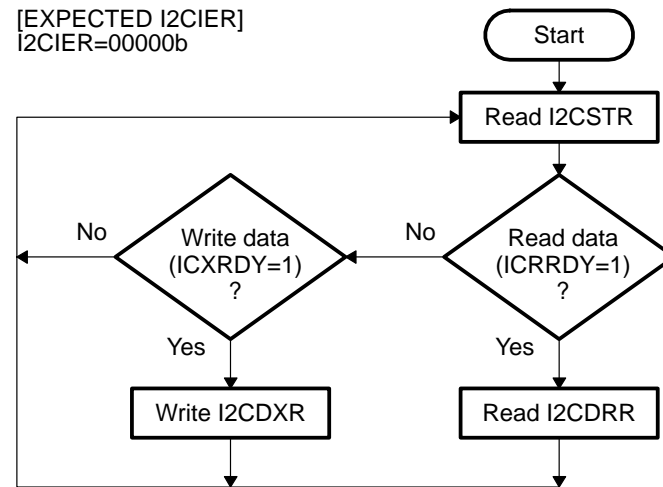 [EXPECTED I2CIER]
I2CIER=00000b
Start
Read I2CSTR
No
Write data
(ICXRDY=1)
?
No
Read data
(ICRRDY=1)
?
Yes
Yes
Write I2CDXR
Read I2CDRR